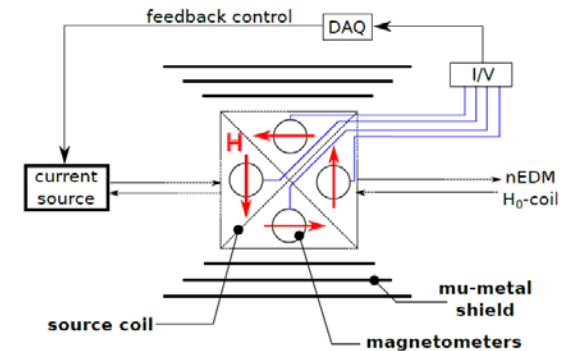 feedback control
DAQ
I/V
H
current
source
nEDM
H₀-coil
mu-metal
shield
source coil
magnetometers